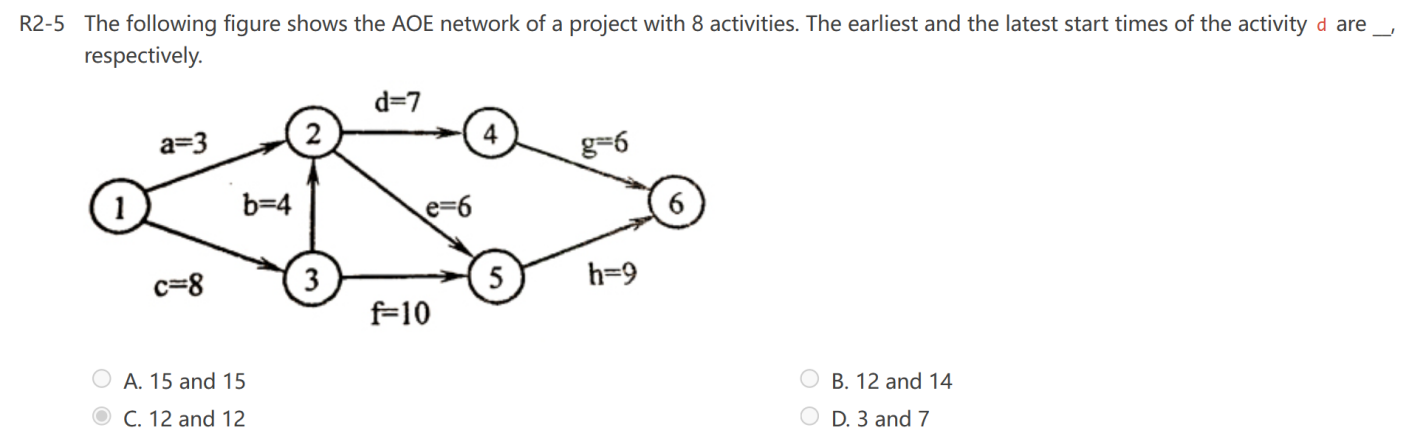 R2-5 The following figure shows the AOE network of a project with 8 activities. The earliest and the latest start times of the activity d are __,
respectively.
d=7
2
4
a=3
g=6
1
b=4
e=6
6
c=8
3
5
h=9
f=10
A. 15 and 15
B. 12 and 14
C. 12 and 12
D. 3 and 7